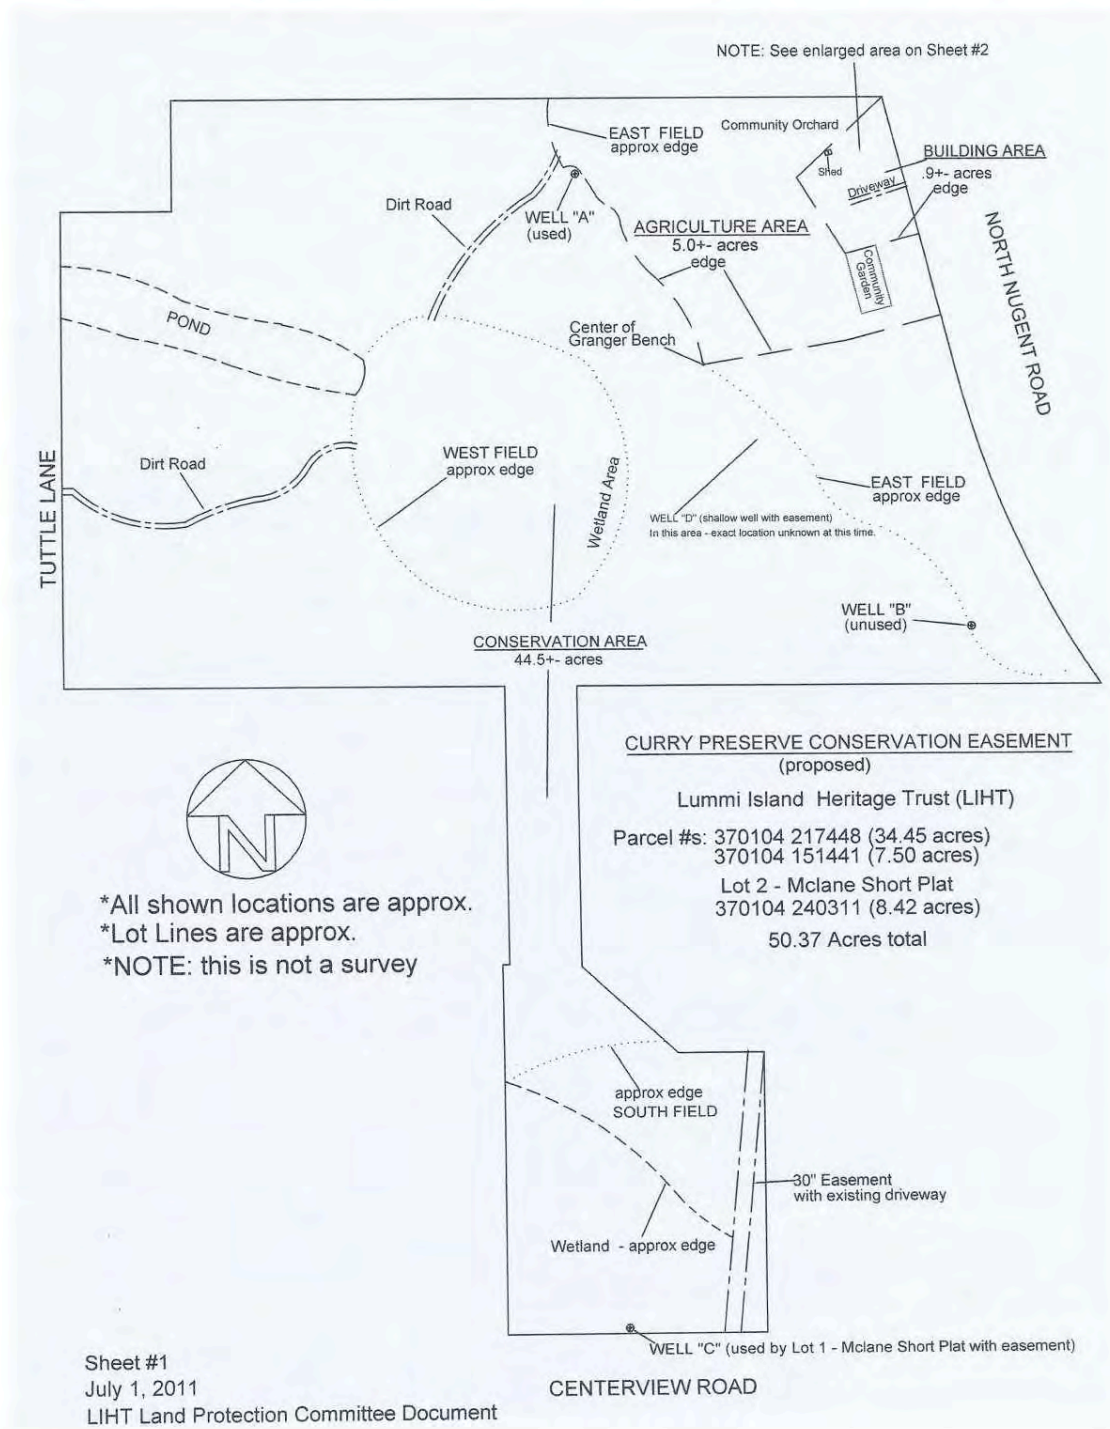 NOTE: See enlarged area on Sheet #2
EAST FIELD
approx edge
Community Orchard
Shed
BUILDING AREA
.9+- acres
edge
Driveway
Dirt Road
WELL "A"
(used)
AGRICULTURE AREA
5.0+- acres
edge
Community
Garden
NORTH NUGENT ROAD
POND
Center of
Granger Bench
TUTTLE LANE
Dirt Road
WEST FIELD
approx edge
Wetland Area
EAST FIELD
approx edge
WELL "D" (shallow well with easement)
In this area - exact location unknown at this time.
WELL "B"
(unused)
CONSERVATION AREA
44.5+- acres
CURRY PRESERVE CONSERVATION EASEMENT
(proposed)
Lummi Island Heritage Trust (LIHT)
Parcel #s: 370104 217448 (34.45 acres)
370104 151441 (7.50 acres)
Lot 2 - Mclane Short Plat
370104 240311 (8.42 acres)
50.37 Acres total
N
*All shown locations are approx.
*Lot Lines are approx.
*NOTE: this is not a survey
approx edge
SOUTH FIELD
30" Easement
with existing driveway
Wetland - approx edge
WELL "C" (used by Lot 1 - Mclane Short Plat with easement)
CENTERVIEW ROAD
Sheet #1
July 1, 2011
LIHT Land Protection Committee Document